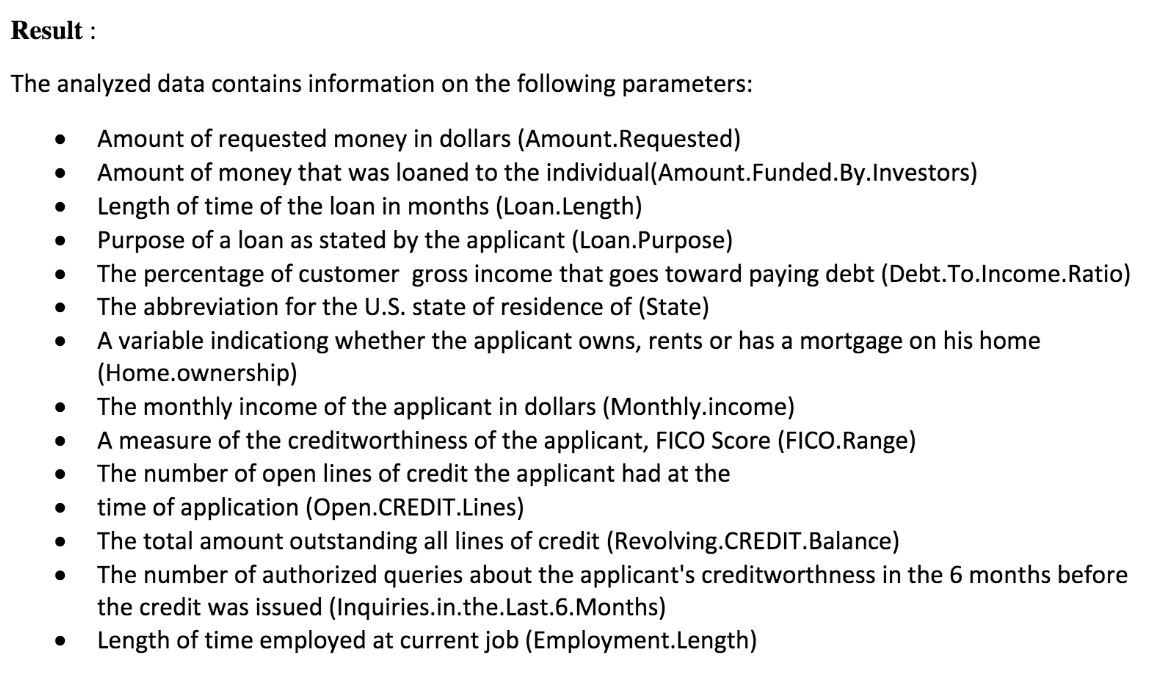 Result :
The analyzed data contains information on the following parameters:
• Amount of requested money in dollars (Amount.Requested)
• Amount of money that was loaned to the individual(Amount.Funded.By.Investors)
• Length of time of the loan in months (Loan.Length)
• Purpose of a loan as stated by the applicant (Loan.Purpose)
• The percentage of customer  gross income that goes toward paying debt (Debt.To.Income.Ratio)
• The abbreviation for the U.S. state of residence of (State)
• A variable indicationg whether the applicant owns, rents or has a mortgage on his home
(Home.ownership)
• The monthly income of the applicant in dollars (Monthly.income)
• A measure of the creditworthiness of the applicant, FICO Score (FICO.Range)
• The number of open lines of credit the applicant had at the
• time of application (Open.CREDIT.Lines)
• The total amount outstanding all lines of credit (Revolving.CREDIT.Balance)
• The number of authorized queries about the applicant's creditworthness in the 6 months before
the credit was issued (Inquiries.in.the.Last.6.Months)
• Length of time employed at current job (Employment.Length)